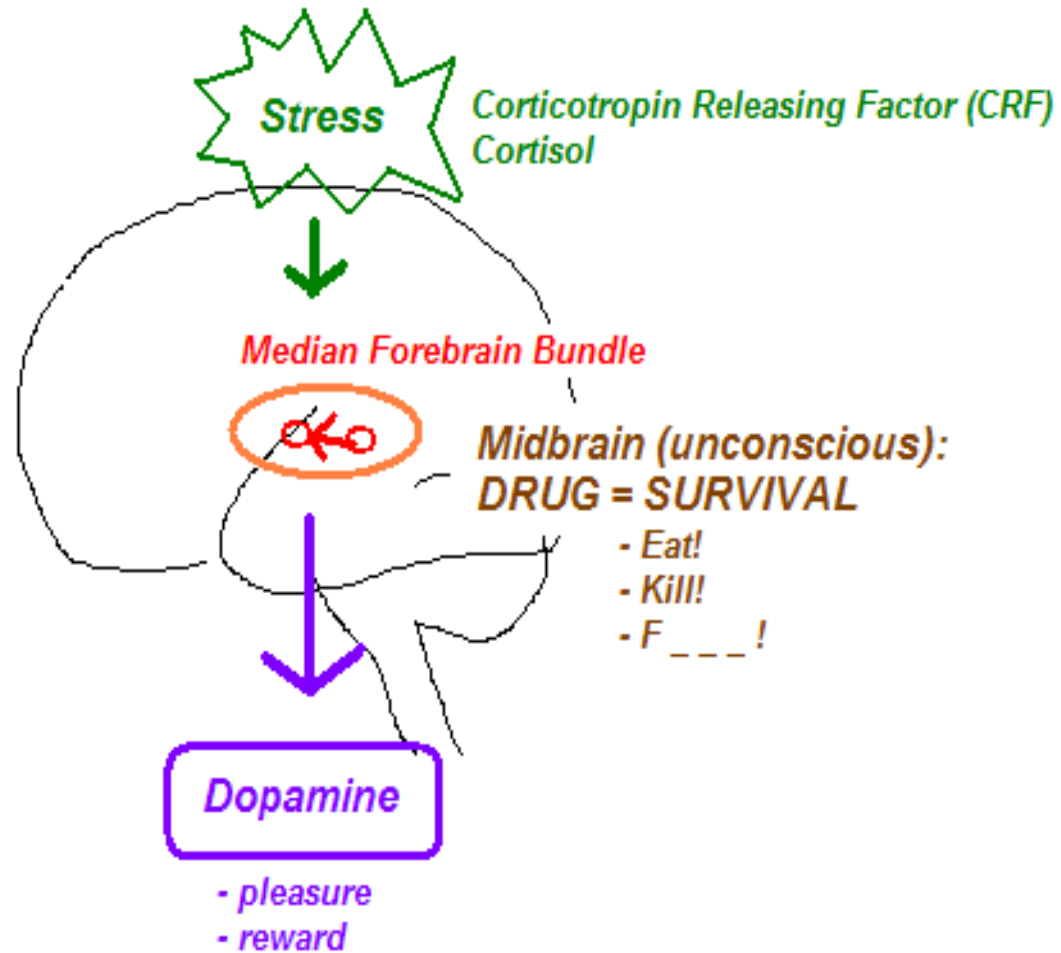 Stress
Corticotropin Releasing Factor (CRF)
Cortisol
Median Forebrain Bundle
Midbrain (unconscious):
DRUG = SURVIVAL
- Eat!
- Kill!
- F _ _ _ !
Dopamine
- pleasure
- reward